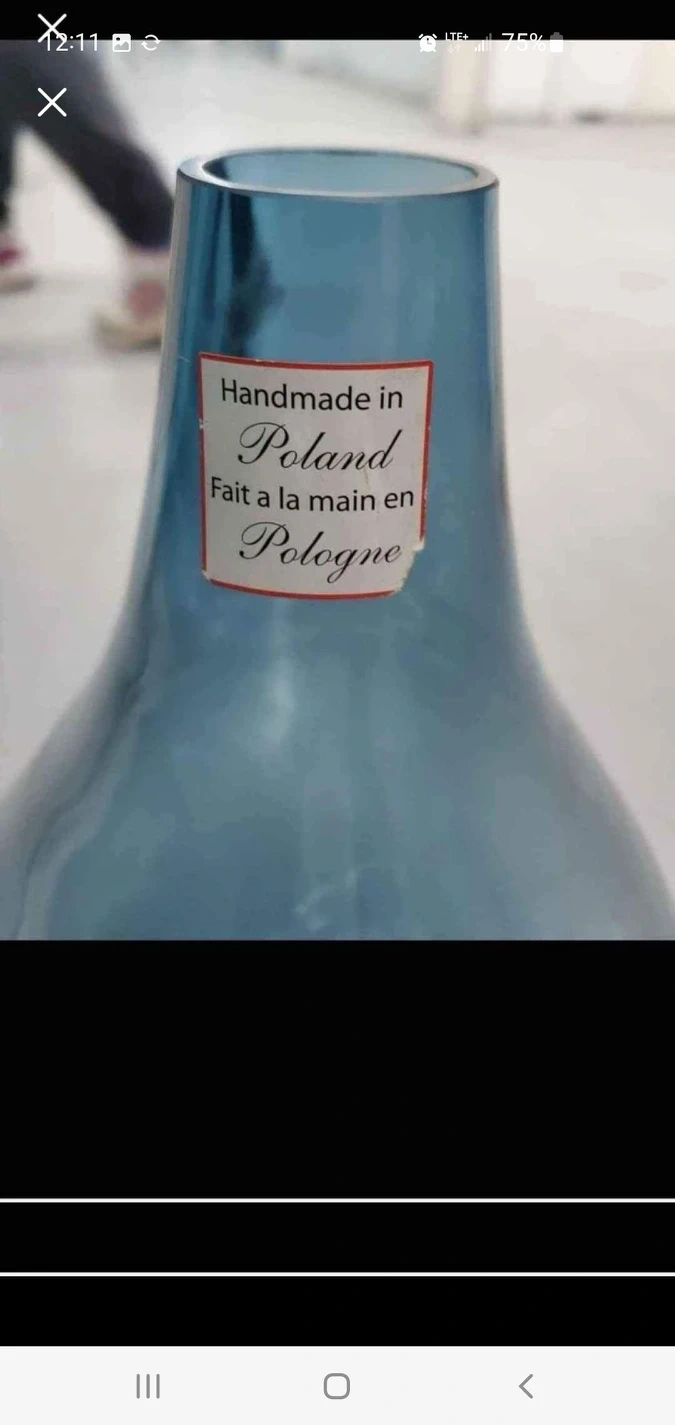 12:11 LTE+ 75%
Handmade in
Poland
Fait a la main en
Pologne